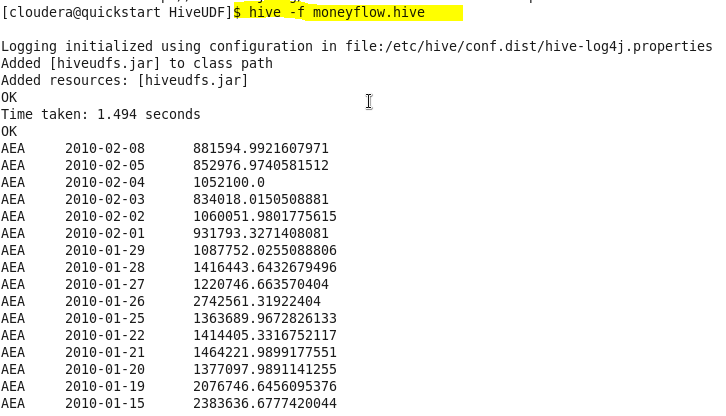 [cloudera@quickstart HiveUDF]$ hive -f moneyflow.hive
Logging initialized using configuration in file:/etc/hive/conf.dist/hive-log4j.properties
Added [hiveudfs.jar] to class path
Added resources: [hiveudfs.jar]
OK
Time taken: 1.494 seconds
OK
AEA 2010-02-08 881594.9921607971
AEA 2010-02-05 852976.9740581512
AEA 2010-02-04 1052100.0
AEA 2010-02-03 834018.0150508881
AEA 2010-02-02 1060051.9801775615
AEA 2010-02-01 931793.3271408081
AEA 2010-01-29 1087752.0255088806
AEA 2010-01-28 1416443.6432679496
AEA 2010-01-27 1220746.663570404
AEA 2010-01-26 2742561.31922404
AEA 2010-01-25 1363689.9672826133
AEA 2010-01-22 1414405.3316752117
AEA 2010-01-21 1464221.9899177551
AEA 2010-01-20 1377097.9891141255
AEA 2010-01-19 2076746.6456095376
AEA 2010-01-15 2383636.6777420044